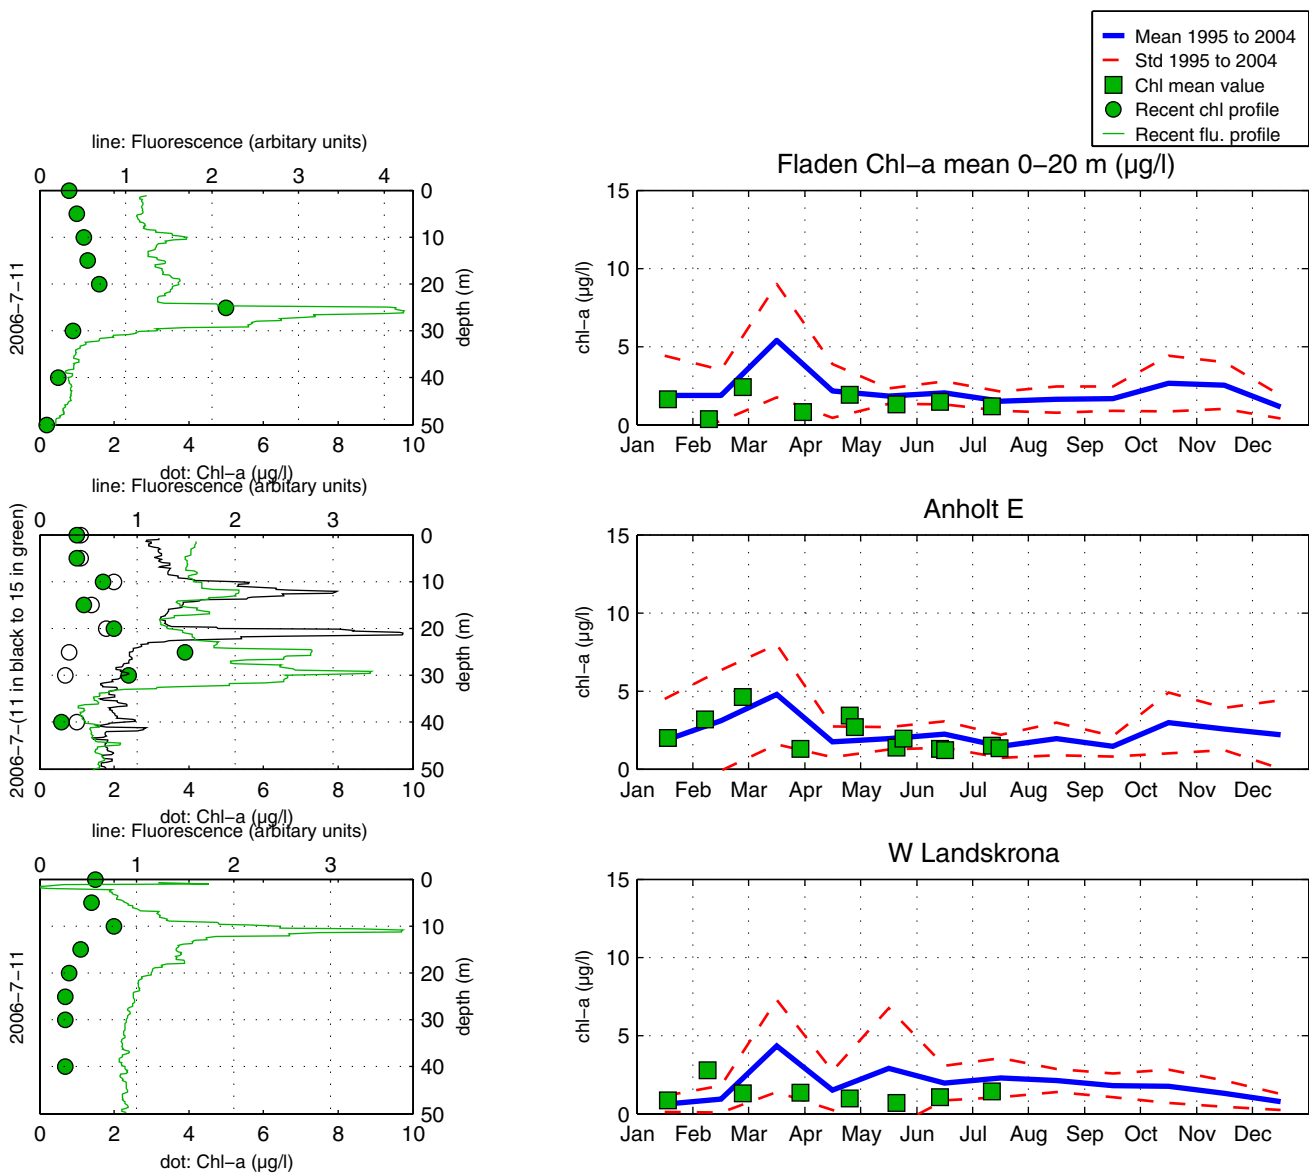 Mean 1995 to 2004
Std 1995 to 2004
Chl mean value
Recent chl profile
Recent flu. profile
line: Fluorescence (arbitary units)
0 1 2 3 4
0
10
20
30
40
50
depth (m)
2006−7−11
0 2 4 6 8 10
dot: Chl−a (µg/l)
Fladen Chl−a mean 0−20 m (µg/l)
15
10
5
0
chl−a (µg/l)
Jan Feb Mar Apr May Jun Jul Aug Sep Oct Nov Dec
line: Fluorescence (arbitary units)
0 1 2 3
0
10
20
30
40
50
depth (m)
2006−7−(11 in black to 15 in green)
0 2 4 6 8 10
dot: Chl−a (µg/l)
Anholt E
15
10
5
0
chl−a (µg/l)
Jan Feb Mar Apr May Jun Jul Aug Sep Oct Nov Dec
line: Fluorescence (arbitary units)
0 1 2 3
0
10
20
30
40
50
depth (m)
2006−7−11
0 2 4 6 8 10
dot: Chl−a (µg/l)
W Landskrona
15
10
5
0
chl−a (µg/l)
Jan Feb Mar Apr May Jun Jul Aug Sep Oct Nov Dec